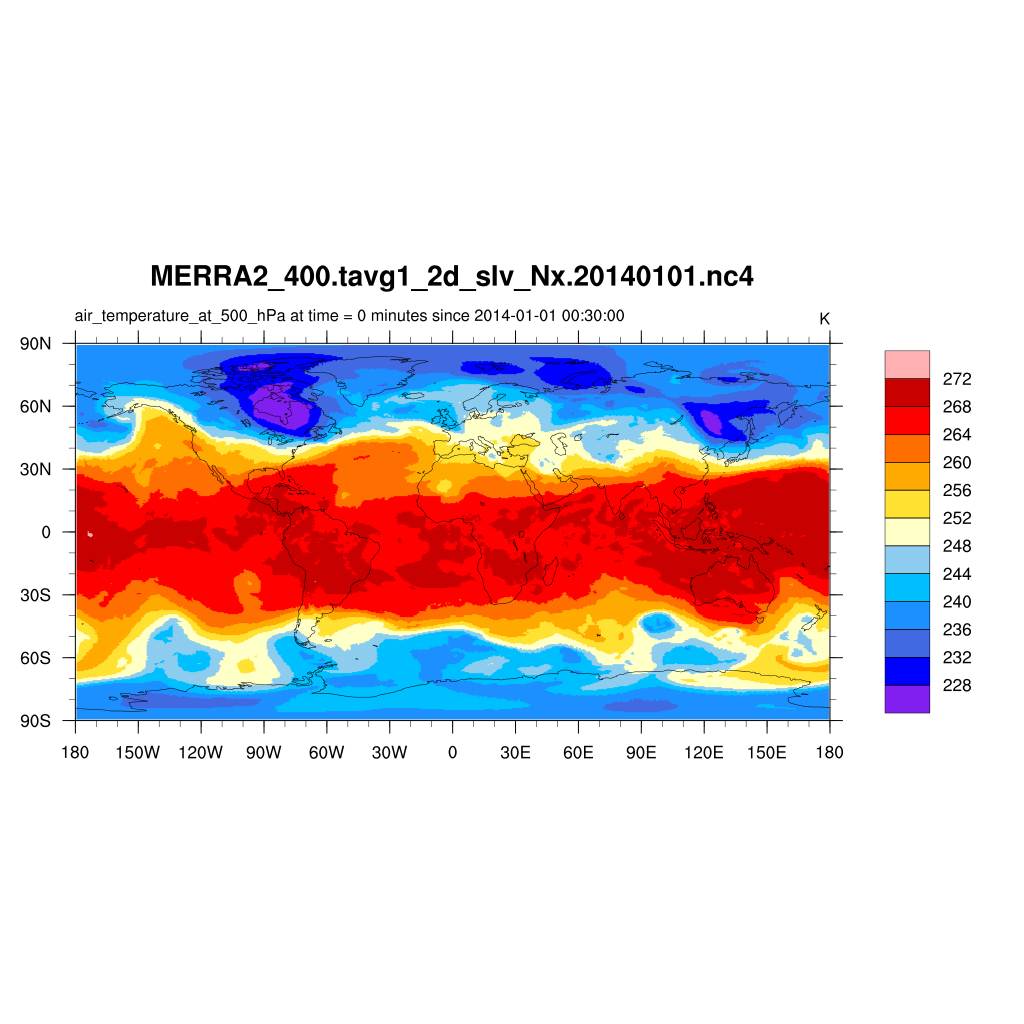 MERRA2_400.tavg1_2d_slv_Nx.20140101.nc4
air_temperature_at_500_hPa at time = 0 minutes since 2014-01-01 00:30:00
K
90N
60N
30N
0
30S
60S
90S
180 150W 120W 90W 60W 30W 0 30E 60E 90E 120E 150E 180
272
268
264
260
256
252
248
244
240
236
232
228